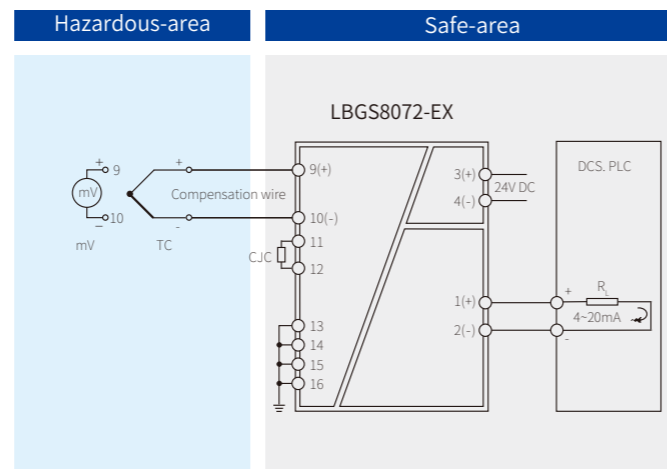 Hazardous-area
Safe-area
LBGS8072-EX
+
9
mV
10
–
mV
+
Compensation wire
-
TC
9(+)
10(-)
11
CJC
12
13
14
15
16
3(+)
24V DC
4(-)
1(+)
2(-)
DCS. PLC
+
RL
4~20mA
-